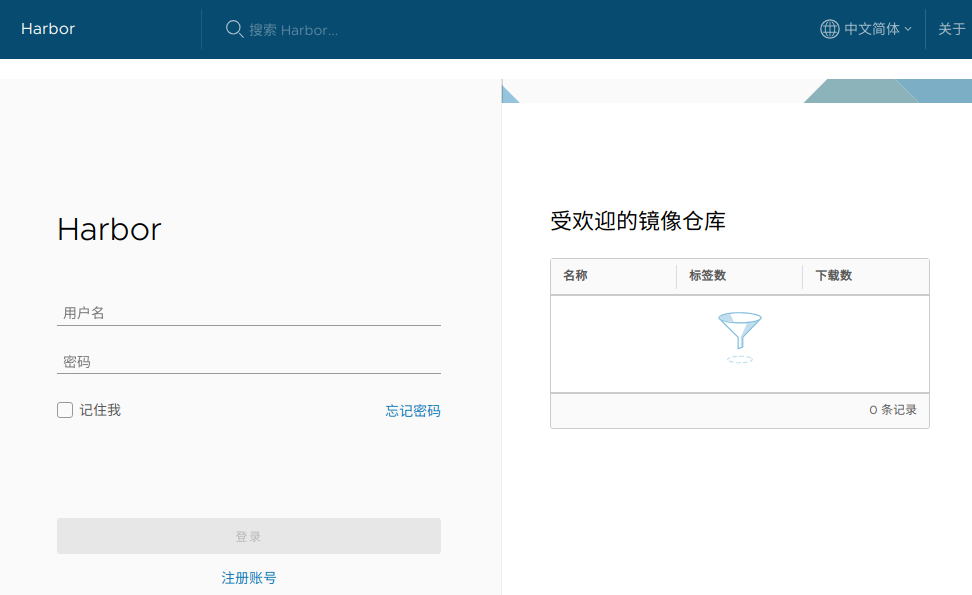 Harbor
搜索 Harbor...
中文简体
关于
Harbor
用户名
密码
记住我
忘记密码
登录
注册账号
受欢迎的镜像仓库
名称
标签数
下载数
0 条记录